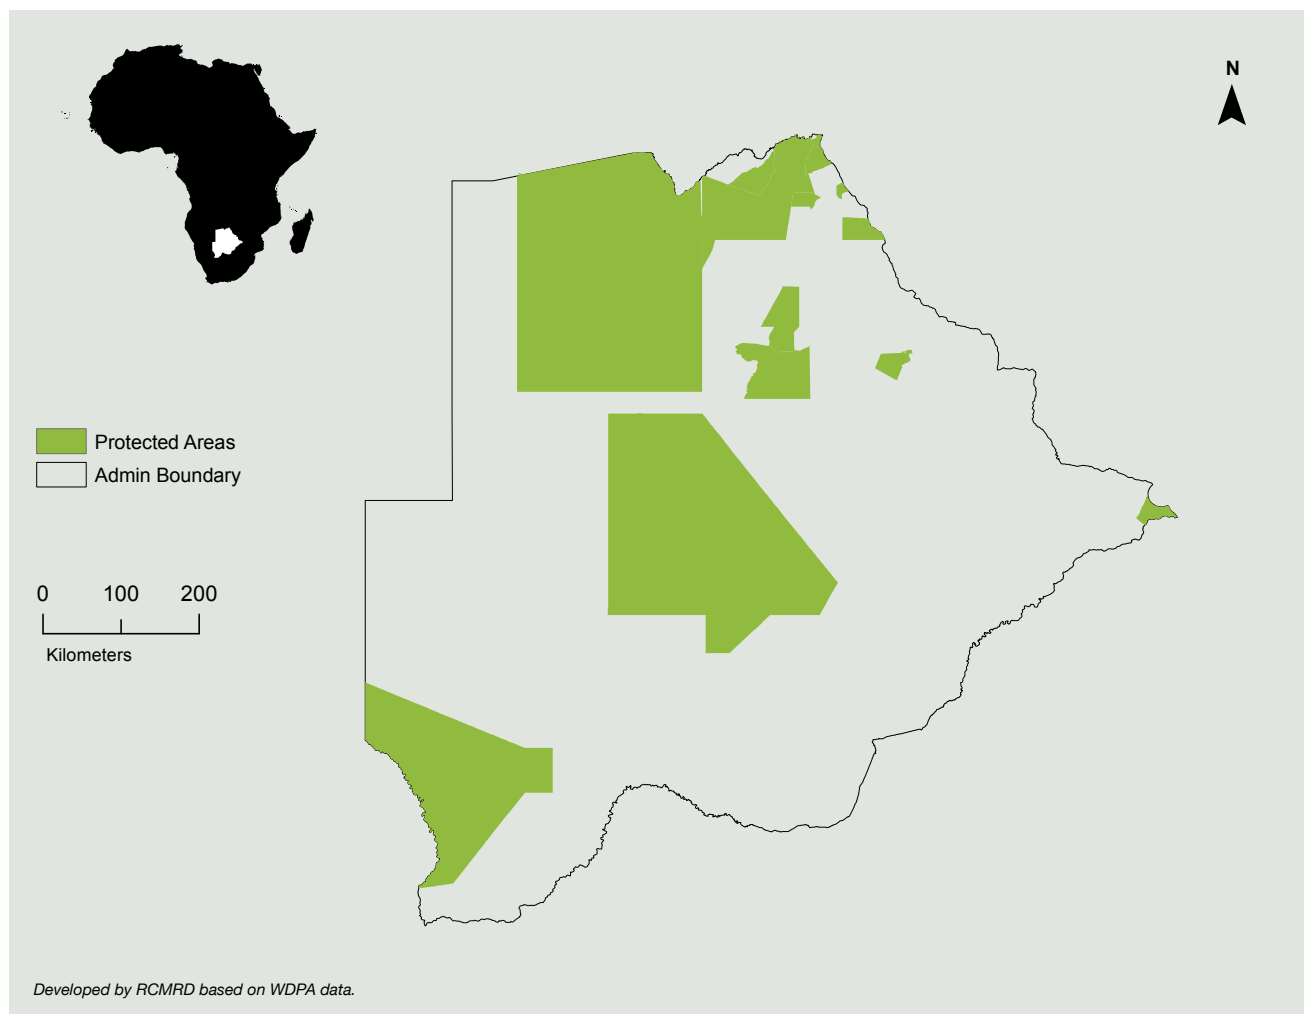 N
Protected Areas
Admin Boundary
0 100 200
Kilometers
Developed by RCMRD based on WDPA data.